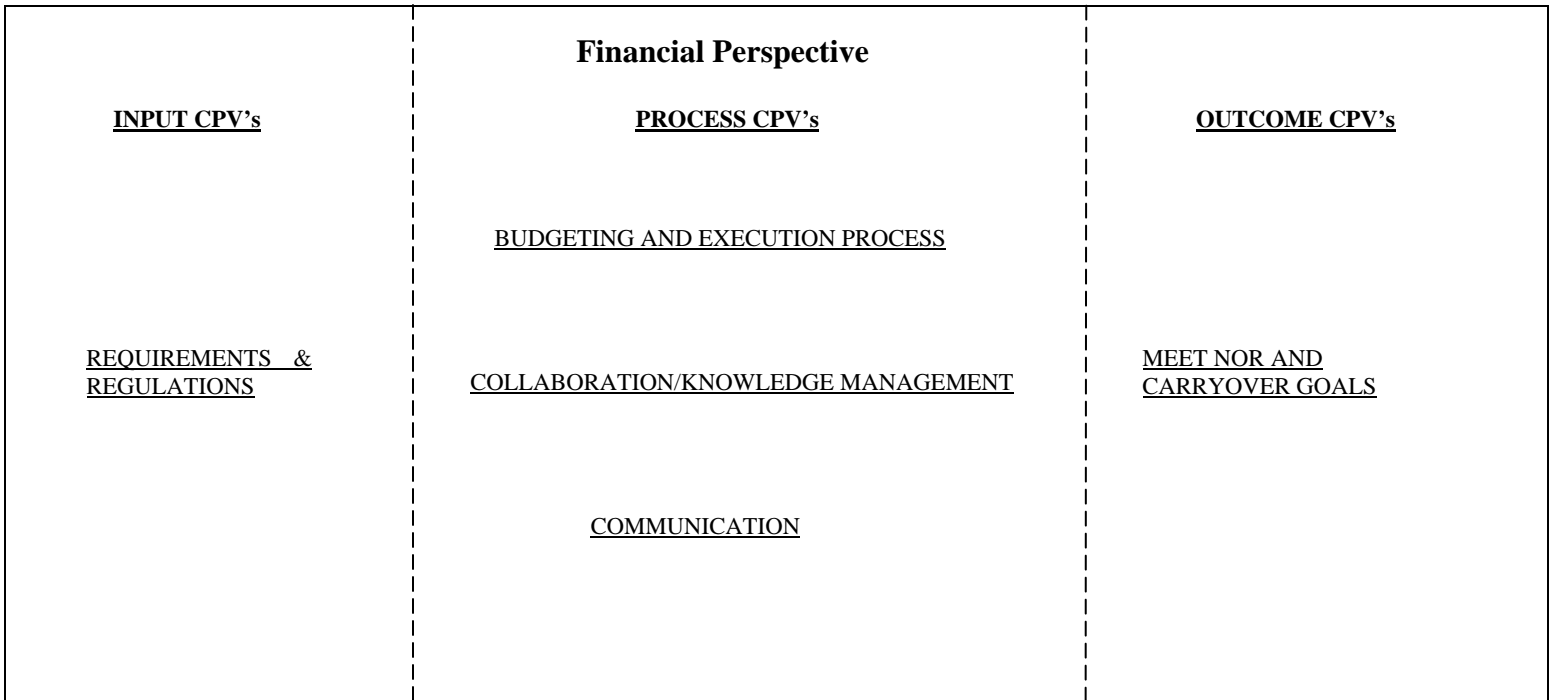 Financial Perspective
INPUT CPV's
PROCESS CPV's
OUTCOME CPV's
BUDGETING AND EXECUTION PROCESS
REQUIREMENTS &
REGULATIONS
COLLABORATION/KNOWLEDGE MANAGEMENT
MEET NOR AND
CARRYOVER GOALS
COMMUNICATION